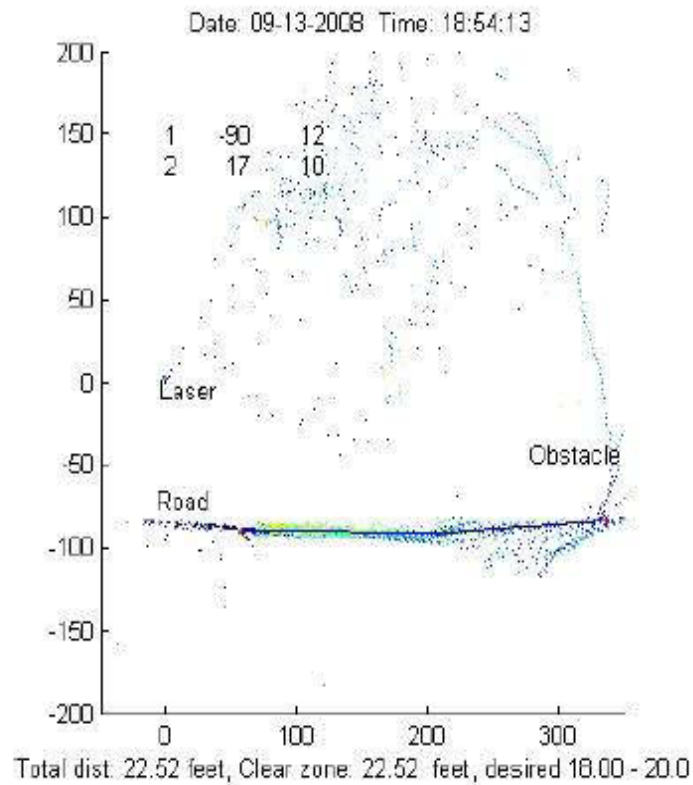 Date: 09-13-2008 Time: 18:54:13
200
150
1 -90 12
2 17 10
100
50
0
Laser
-50
Obstacle
Road
-100
-150
-200
0 100 200 300
Total dist: 22.52 feet, Clear zone: 22.52 feet, desired 18.00 - 20.0